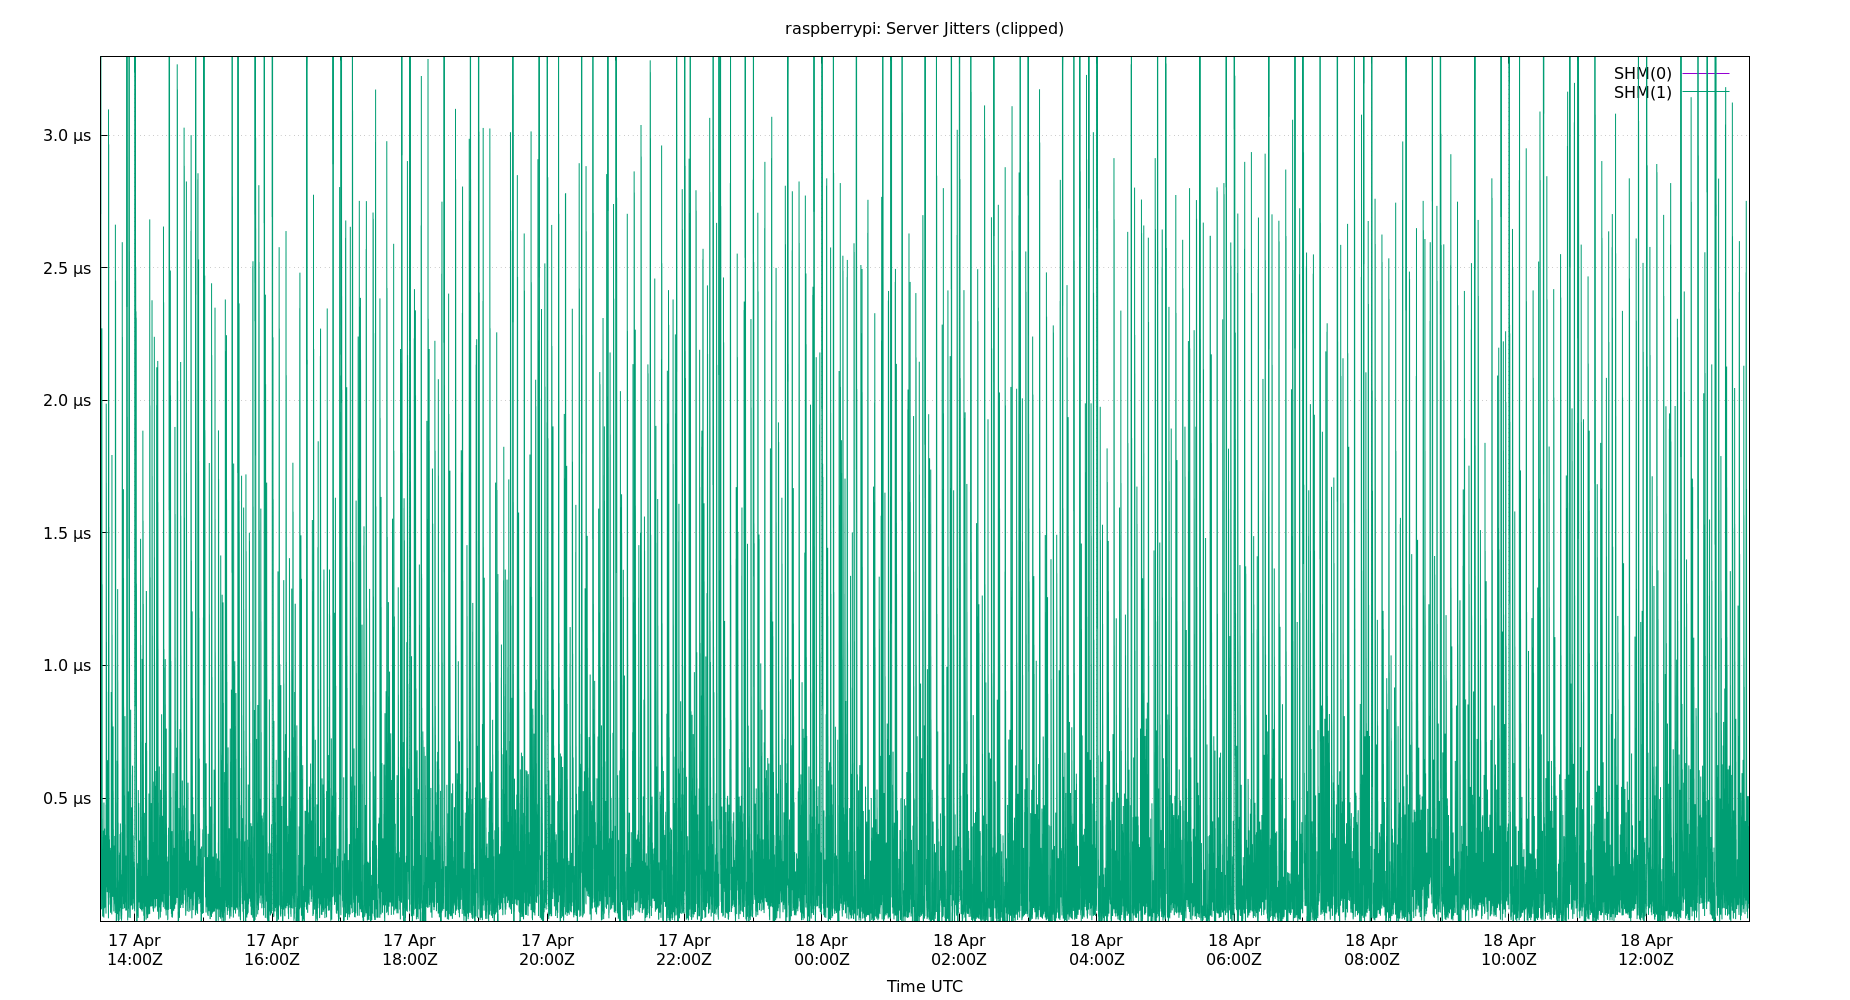 raspberrypi: Server Jitters (clipped)
SHM(0)
SHM(1)
3.0 µs
2.5 µs
2.0 µs
1.5 µs
1.0 µs
0.5 µs
17 Apr 17 Apr 17 Apr 17 Apr 17 Apr 18 Apr 18 Apr 18 Apr 18 Apr 18 Apr 18 Apr 18 Apr
14:00Z 16:00Z 18:00Z 20:00Z 22:00Z 00:00Z 02:00Z 04:00Z 06:00Z 08:00Z 10:00Z 12:00Z
Time UTC